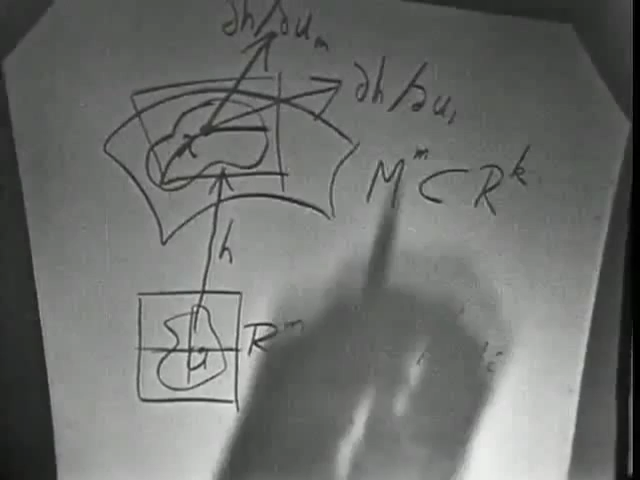 ∂h/∂u_m
∂h/∂u_1
M^m ⊂ R^k
h
u
R^m